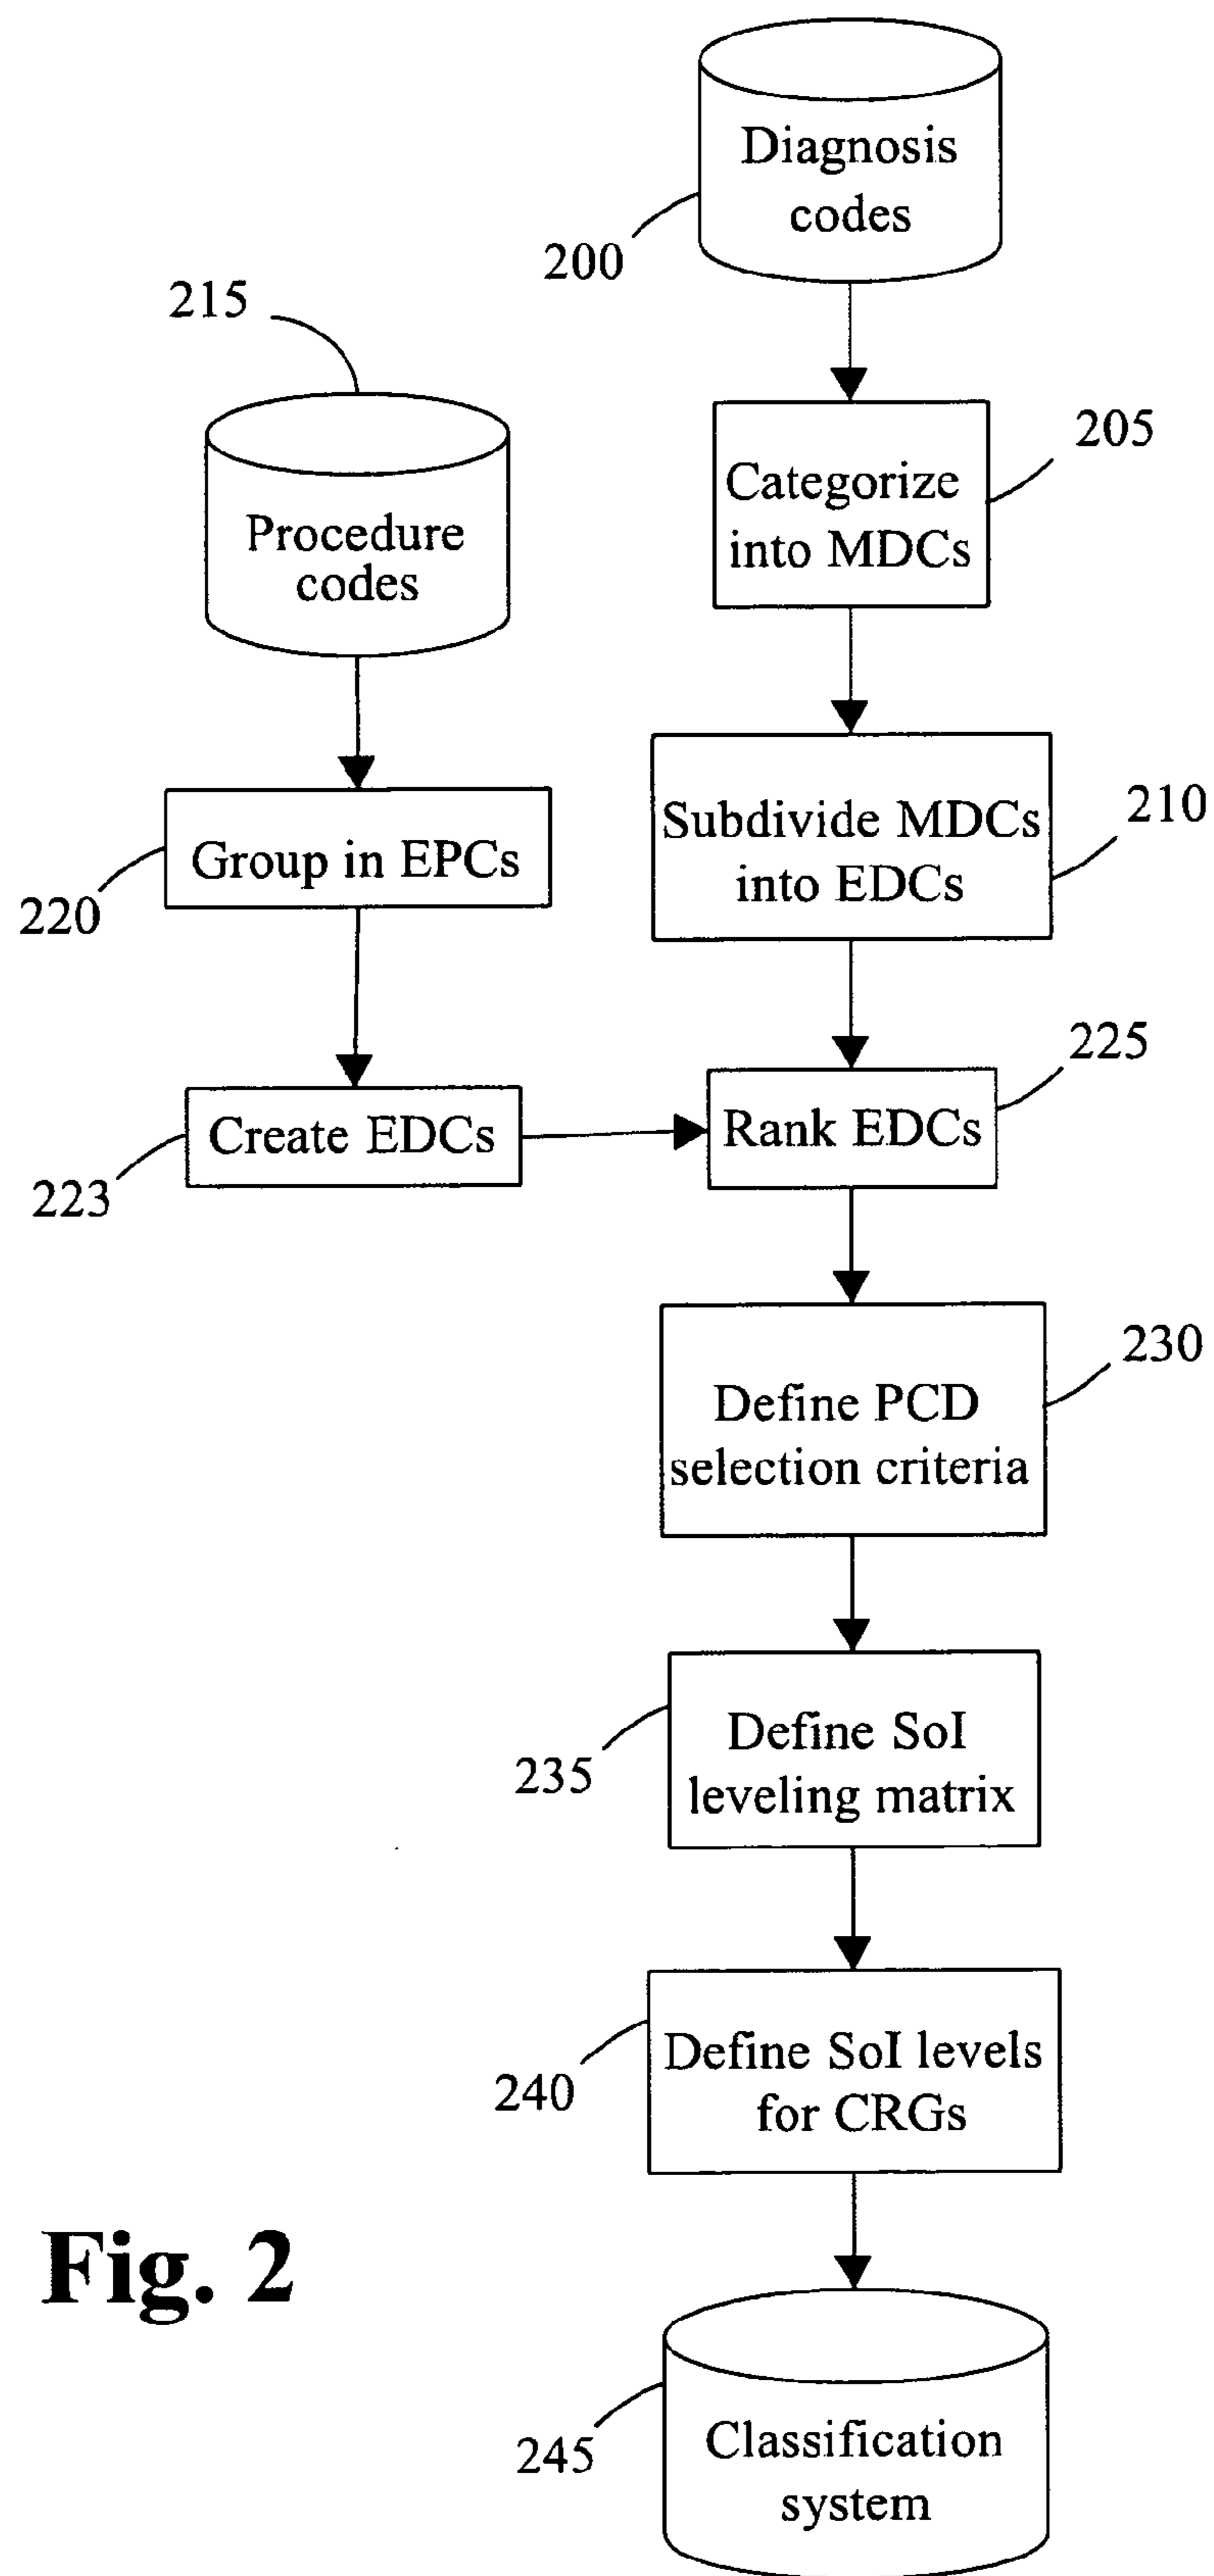 Diagnosis
codes
200
215
Procedure
codes
205
Categorize
into MDCs
210
Subdivide MDCs
into EDCs
Group in EPCs
220
225
Create EDCs
Rank EDCs
223
230
Define PCD
selection criteria
Define SoI
leveling matrix
235
Define SoI levels
for CRGs
240
Fig. 2
Classification
system
245